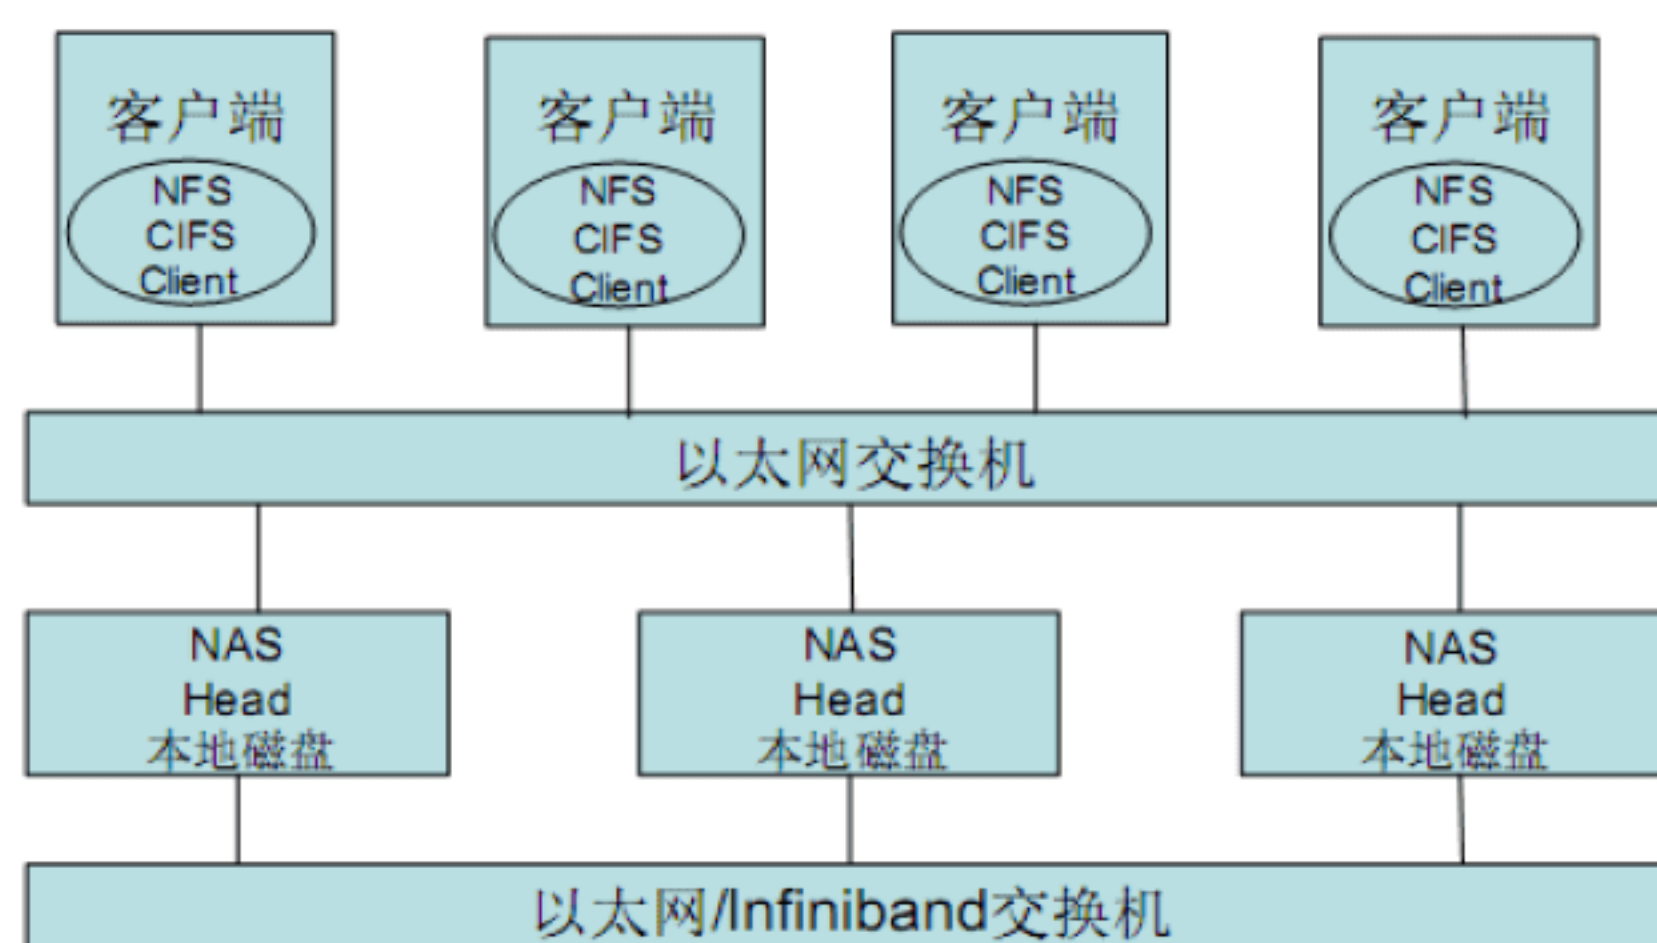 客户端
NFS
CIFS
Client
客户端
NFS
CIFS
Client
客户端
NFS
CIFS
Client
客户端
NFS
CIFS
Client
以太网交换机
NAS
Head
本地磁盘
NAS
Head
本地磁盘
NAS
Head
本地磁盘
以太网/Infiniband交换机